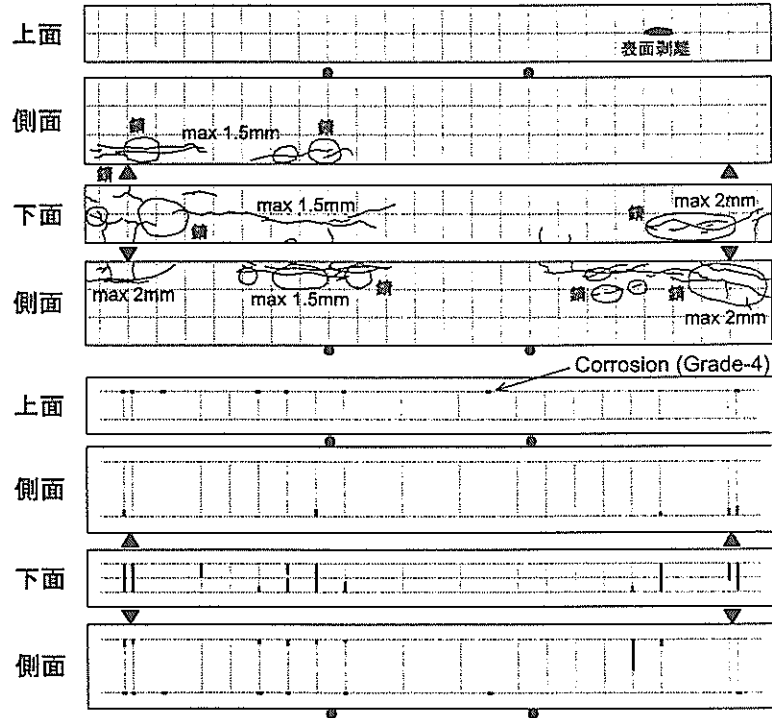 上面
表面剥離
側面
錆 max 1.5mm 錆
錆
下面
max 1.5mm
錆
錆
max 2mm
側面
max 2mm
max 1.5mm
錆
錆
錆
max 2mm
Corrosion (Grade-4)
上面
側面
下面
側面